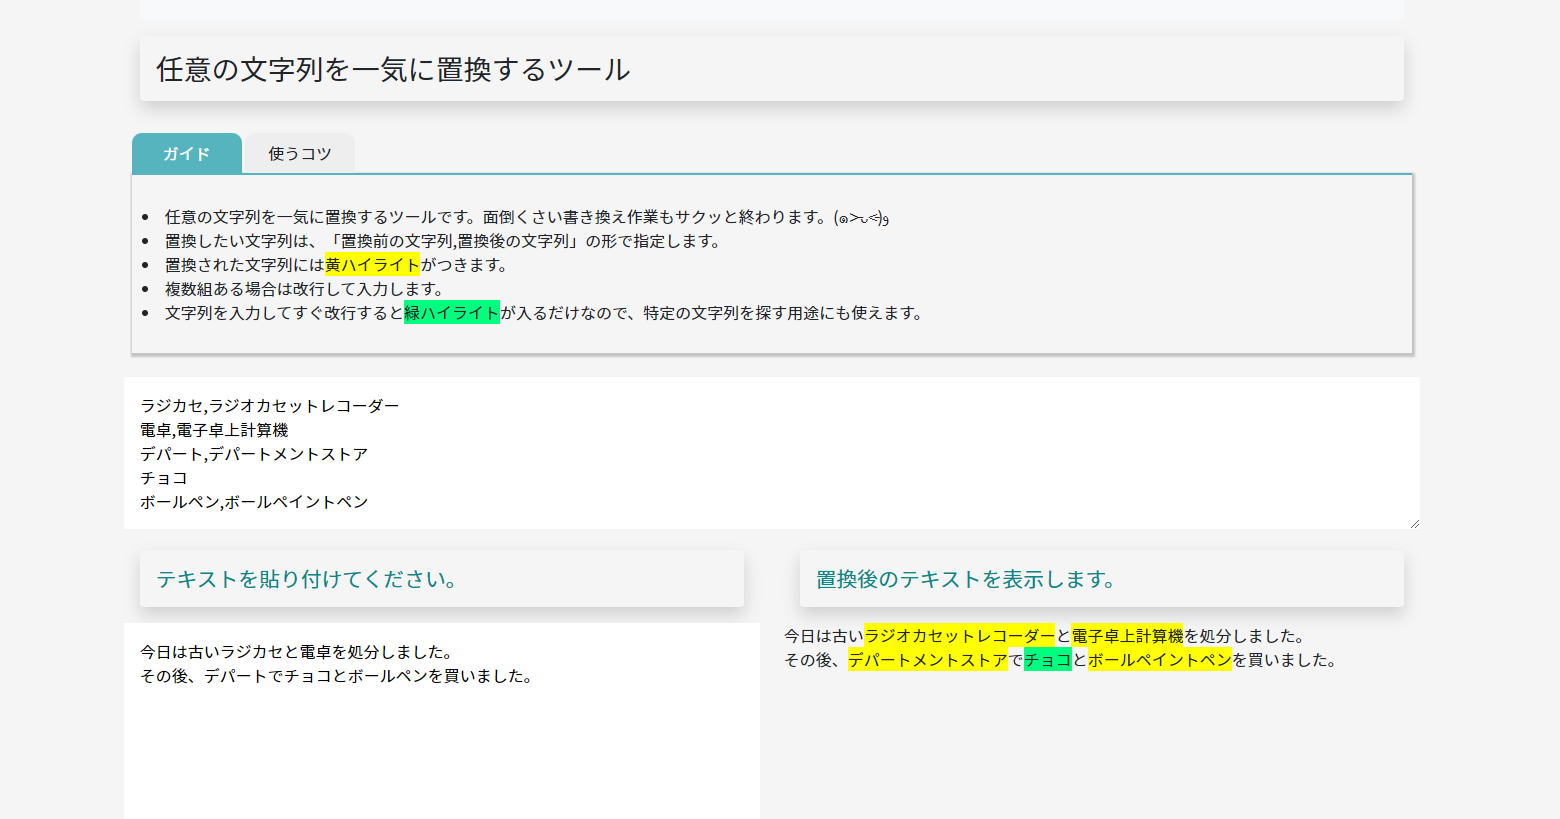 任意の文字列を一気に置換するツール
ガイド
使うコツ
任意の文字列を一気に置換するツールです。面倒くさい書き換え作業もサクッと終わります。(๑˃̵ᴗ˂̵)و
置換したい文字列は、「置換前の文字列,置換後の文字列」の形で指定します。
置換された文字列には黄ハイライトがつきます。
複数組ある場合は改行して入力します。
文字列を入力してすぐ改行すると緑ハイライトが入るだけなので、特定の文字列を探す用途にも使えます。
ラジカセ,ラジオカセットレコーダー
電卓,電子卓上計算機
デパート,デパートメントストア
チョコ
ボールペン,ボールペイントペン
テキストを貼り付けてください。
今日は古いラジカセと電卓を処分しました。
その後、デパートでチョコとボールペンを買いました。
置換後のテキストを表示します。
今日は古いラジオカセットレコーダーと電子卓上計算機を処分しました。
その後、デパートメントストアでチョコとボールペイントペンを買いました。